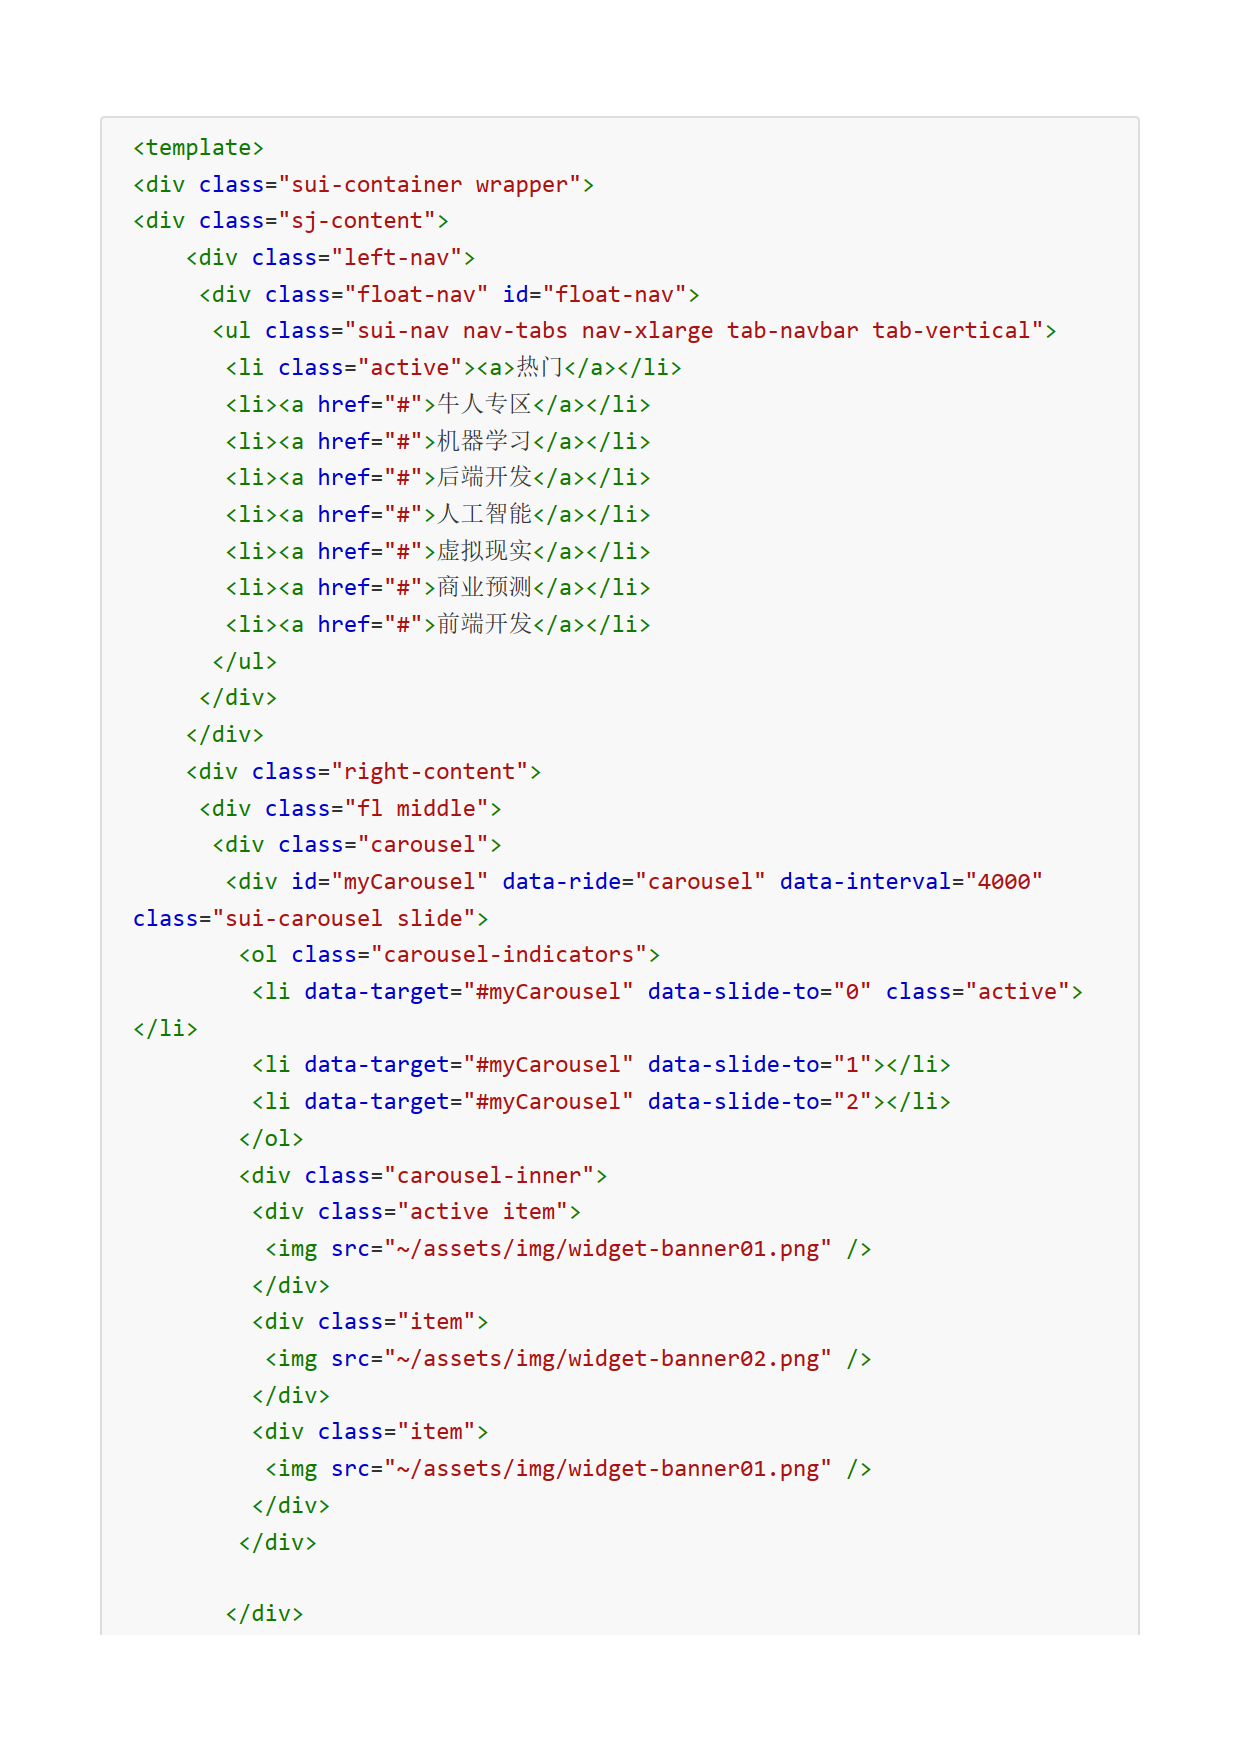 <template>
<div class="sui-container wrapper">
<div class="sj-content">
    <div class="left-nav">
     <div class="float-nav" id="float-nav">
      <ul class="sui-nav nav-tabs nav-xlarge tab-navbar tab-vertical">
       <li class="active"><a>热门</a></li>
       <li><a href="#">牛人专区</a></li>
       <li><a href="#">机器学习</a></li>
       <li><a href="#">后端开发</a></li>
       <li><a href="#">人工智能</a></li>
       <li><a href="#">虚拟现实</a></li>
       <li><a href="#">商业预测</a></li>
       <li><a href="#">前端开发</a></li>
      </ul>
     </div>
    </div>
    <div class="right-content">
     <div class="fl middle">
      <div class="carousel">
       <div id="myCarousel" data-ride="carousel" data-interval="4000"
class="sui-carousel slide">
        <ol class="carousel-indicators">
         <li data-target="#myCarousel" data-slide-to="0" class="active">
</li>
         <li data-target="#myCarousel" data-slide-to="1"></li>
         <li data-target="#myCarousel" data-slide-to="2"></li>
        </ol>
        <div class="carousel-inner">
         <div class="active item">
          <img src="~/assets/img/widget-banner01.png" />
         </div>
         <div class="item">
          <img src="~/assets/img/widget-banner02.png" />
         </div>
         <div class="item">
          <img src="~/assets/img/widget-banner01.png" />
         </div>
        </div>
       </div>